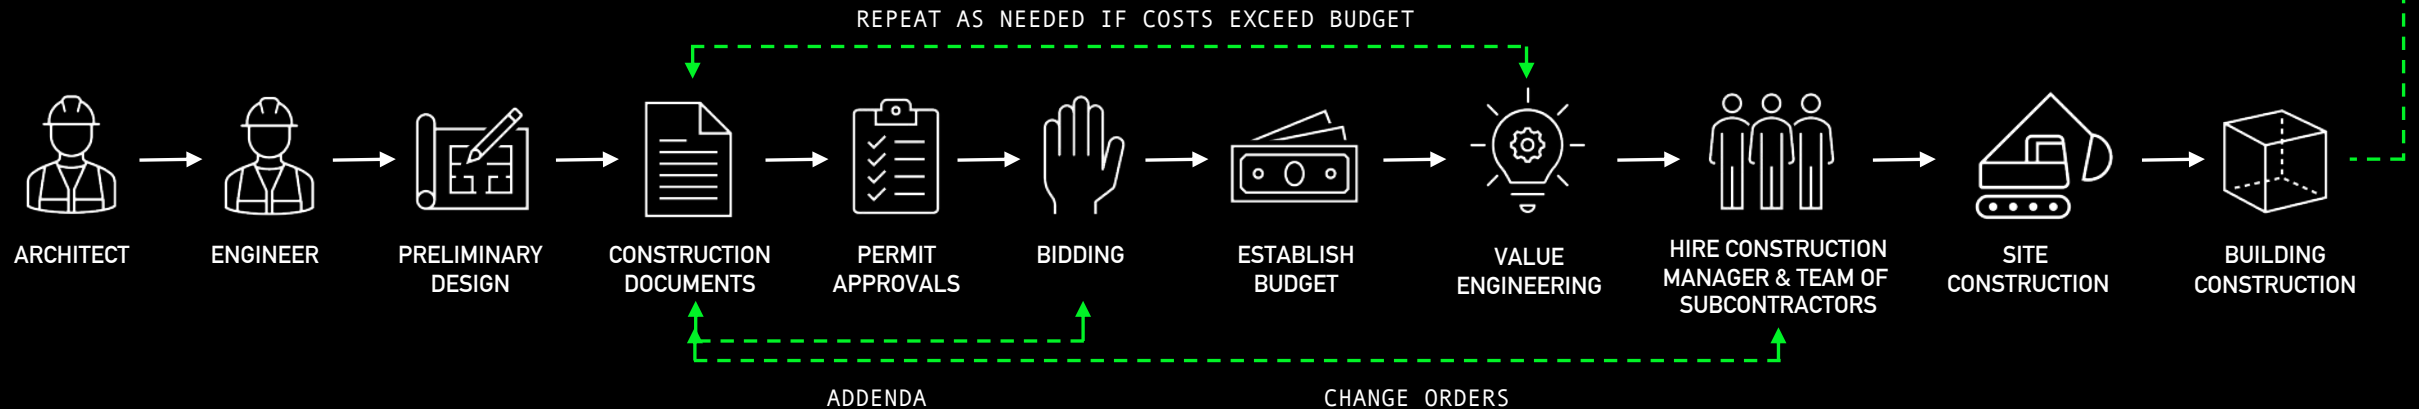 REPEAT AS NEEDED IF COSTS EXCEED BUDGET
ARCHITECT
ENGINEER
PRELIMINARY
DESIGN
CONSTRUCTION
DOCUMENTS
PERMIT
APPROVALS
BIDDING
ESTABLISH
BUDGET
VALUE
ENGINEERING
HIRE CONSTRUCTION
MANAGER & TEAM OF
SUBCONTRACTORS
SITE
CONSTRUCTION
BUILDING
CONSTRUCTION
ADDENDA
CHANGE ORDERS